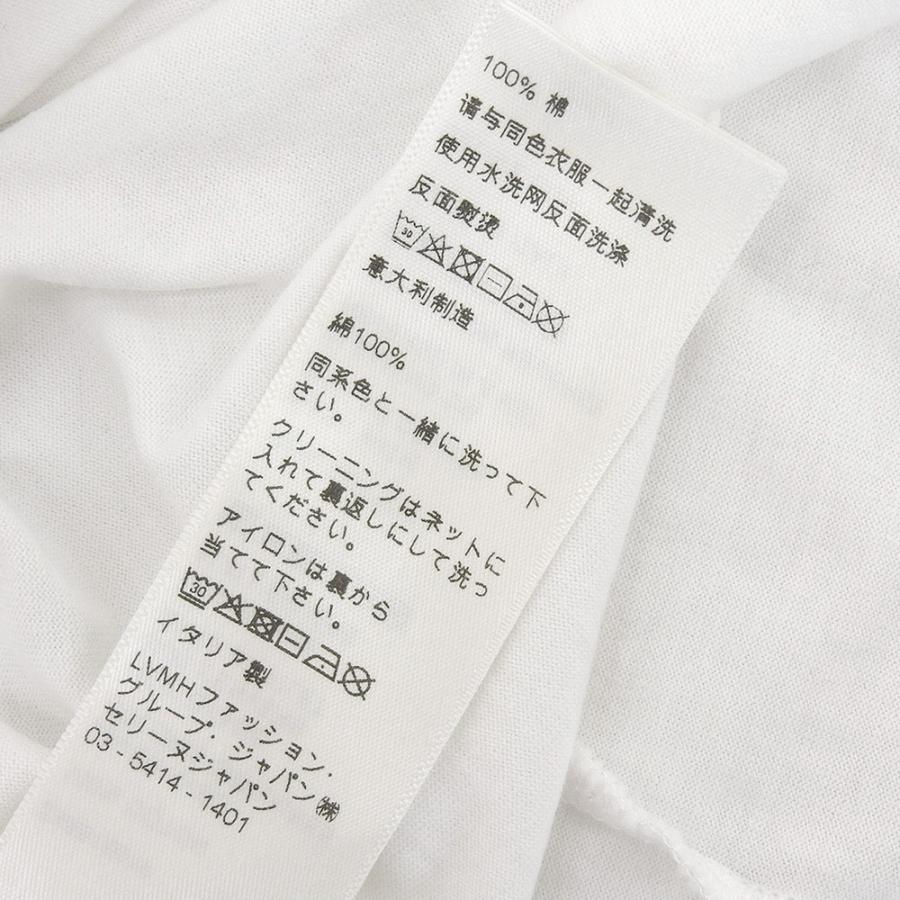 100% 棉
请与同色衣服一起清洗
使用水洗网反面洗涤
反面熨烫
30
意大利制造
綿100%
同系色と一緒に洗って下
さい。
クリーニングはネットに
入れて裏返しにして洗っ
てください。
アイロンは裏から
当てて下さい。
30
イタリア製
LVMHファッション・
グループ・ジャパン㈱
セリーヌジャパン
03-5414-1401